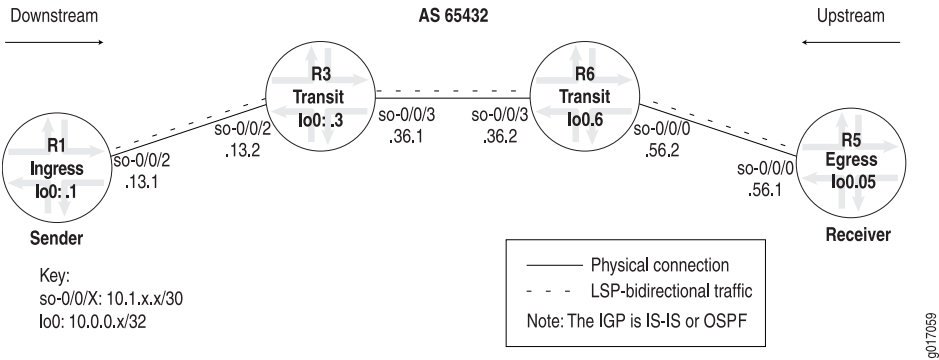 Downstream
AS 65432
Upstream
R3
Transit
lo0: .3
R6
Transit
lo0.6
so-0/0/2
.13.2
so-0/0/3
.36.1
so-0/0/3
.36.2
so-0/0/0
.56.2
R1
Ingress
lo0: .1
so-0/0/2
.13.1
so-0/0/0
.56.1
R5
Egress
lo0.05
Sender
Receiver
Key:
so-0/0/X: 10.1.x.x/30
lo0: 10.0.0.x/32
Physical connection
LSP-bidirectional traffic
Note: The IGP is IS-IS or OSPF
g017059